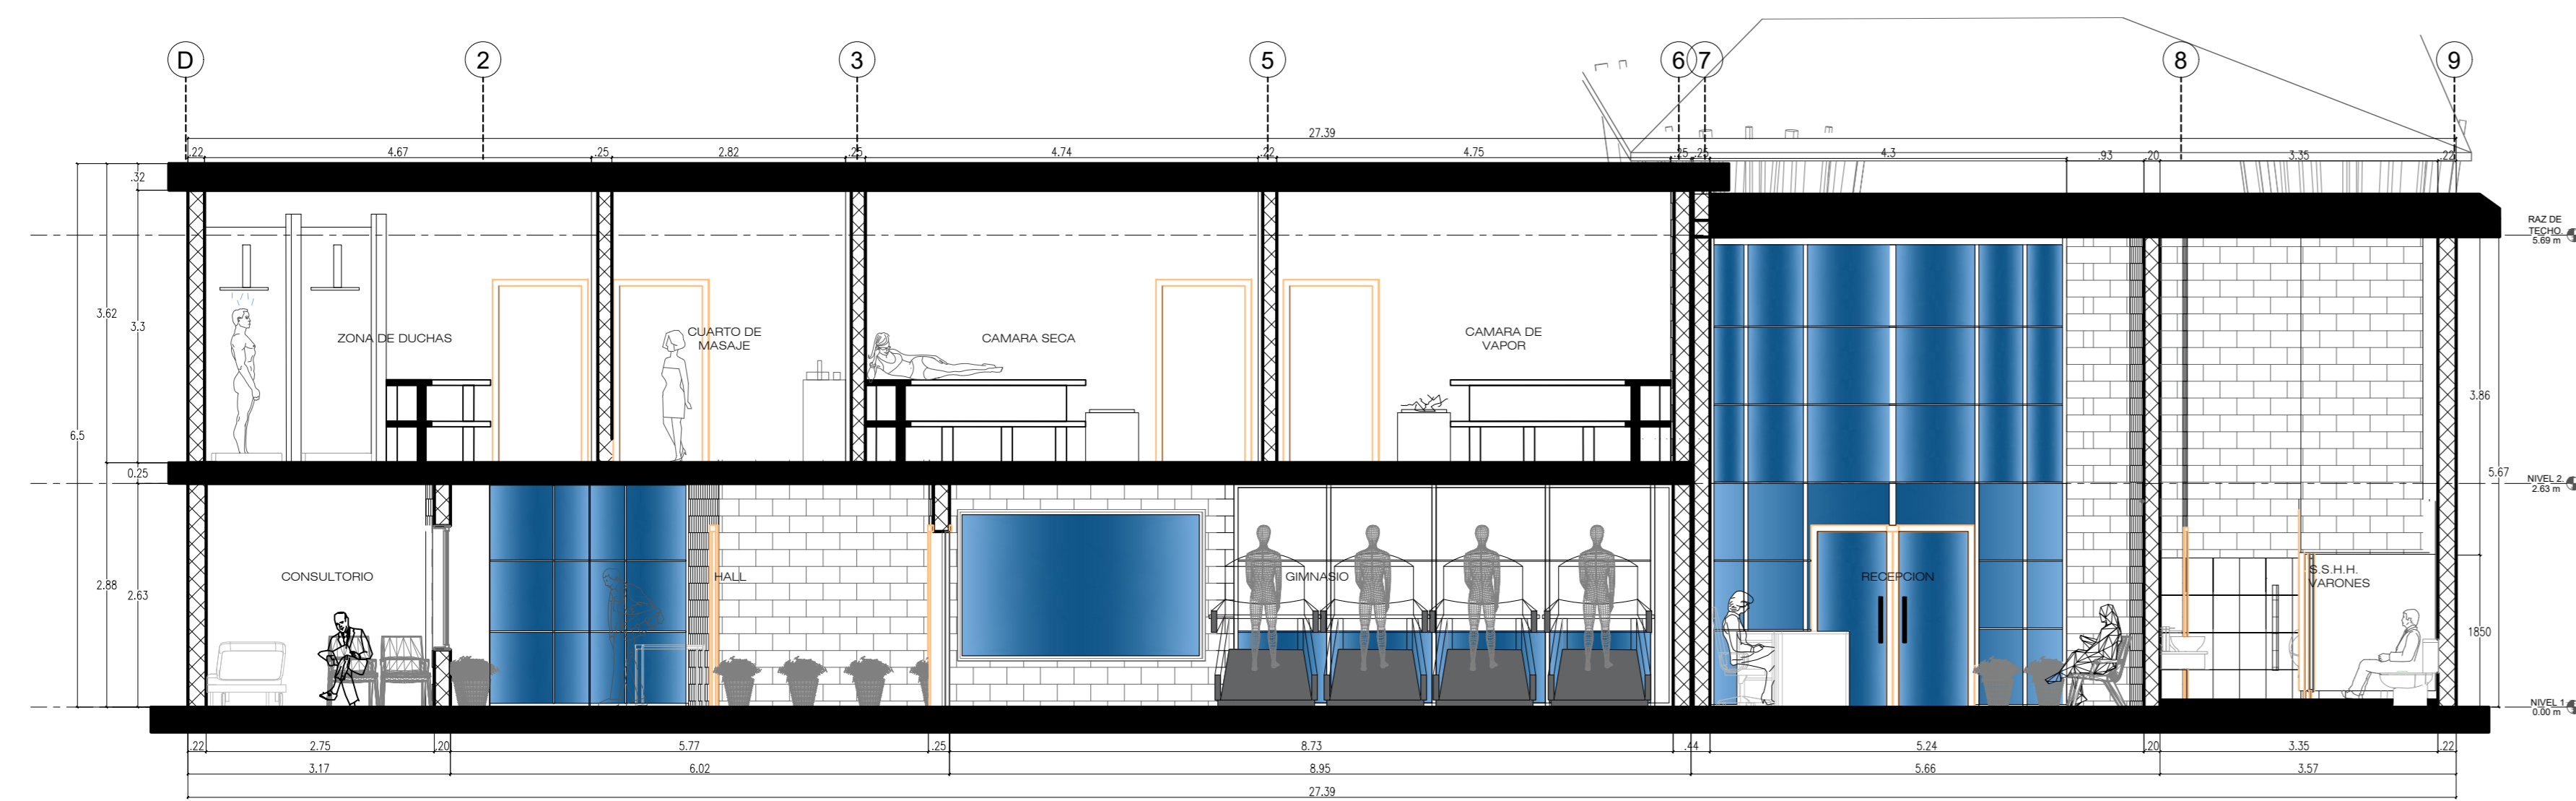 D 2 3 5 6 7 8 9
27.39
.22 4.67 .25 2.82 .25 4.74 .22 4.75 .25 .25 4.3 .93 .20 3.35 .22
.32
RAZ DE
TECHO
5.69 m
3.62
3.3
ZONA DE DUCHAS
CUARTO DE
MASAJE
CAMARA SECA
CAMARA DE
VAPOR
3.86
6.5
0.25
5.67
NIVEL 2
2.63 m
2.88
2.63
CONSULTORIO
HALL
GIMNASIO
RECEPCION
S.S.H.H.
VARONES
1850
NIVEL 1
0.00 m
.22 2.75 .20 5.77 .25 8.73 .44 5.24 .20 3.35 .22
3.17 6.02 8.95 5.66 3.57
27.39